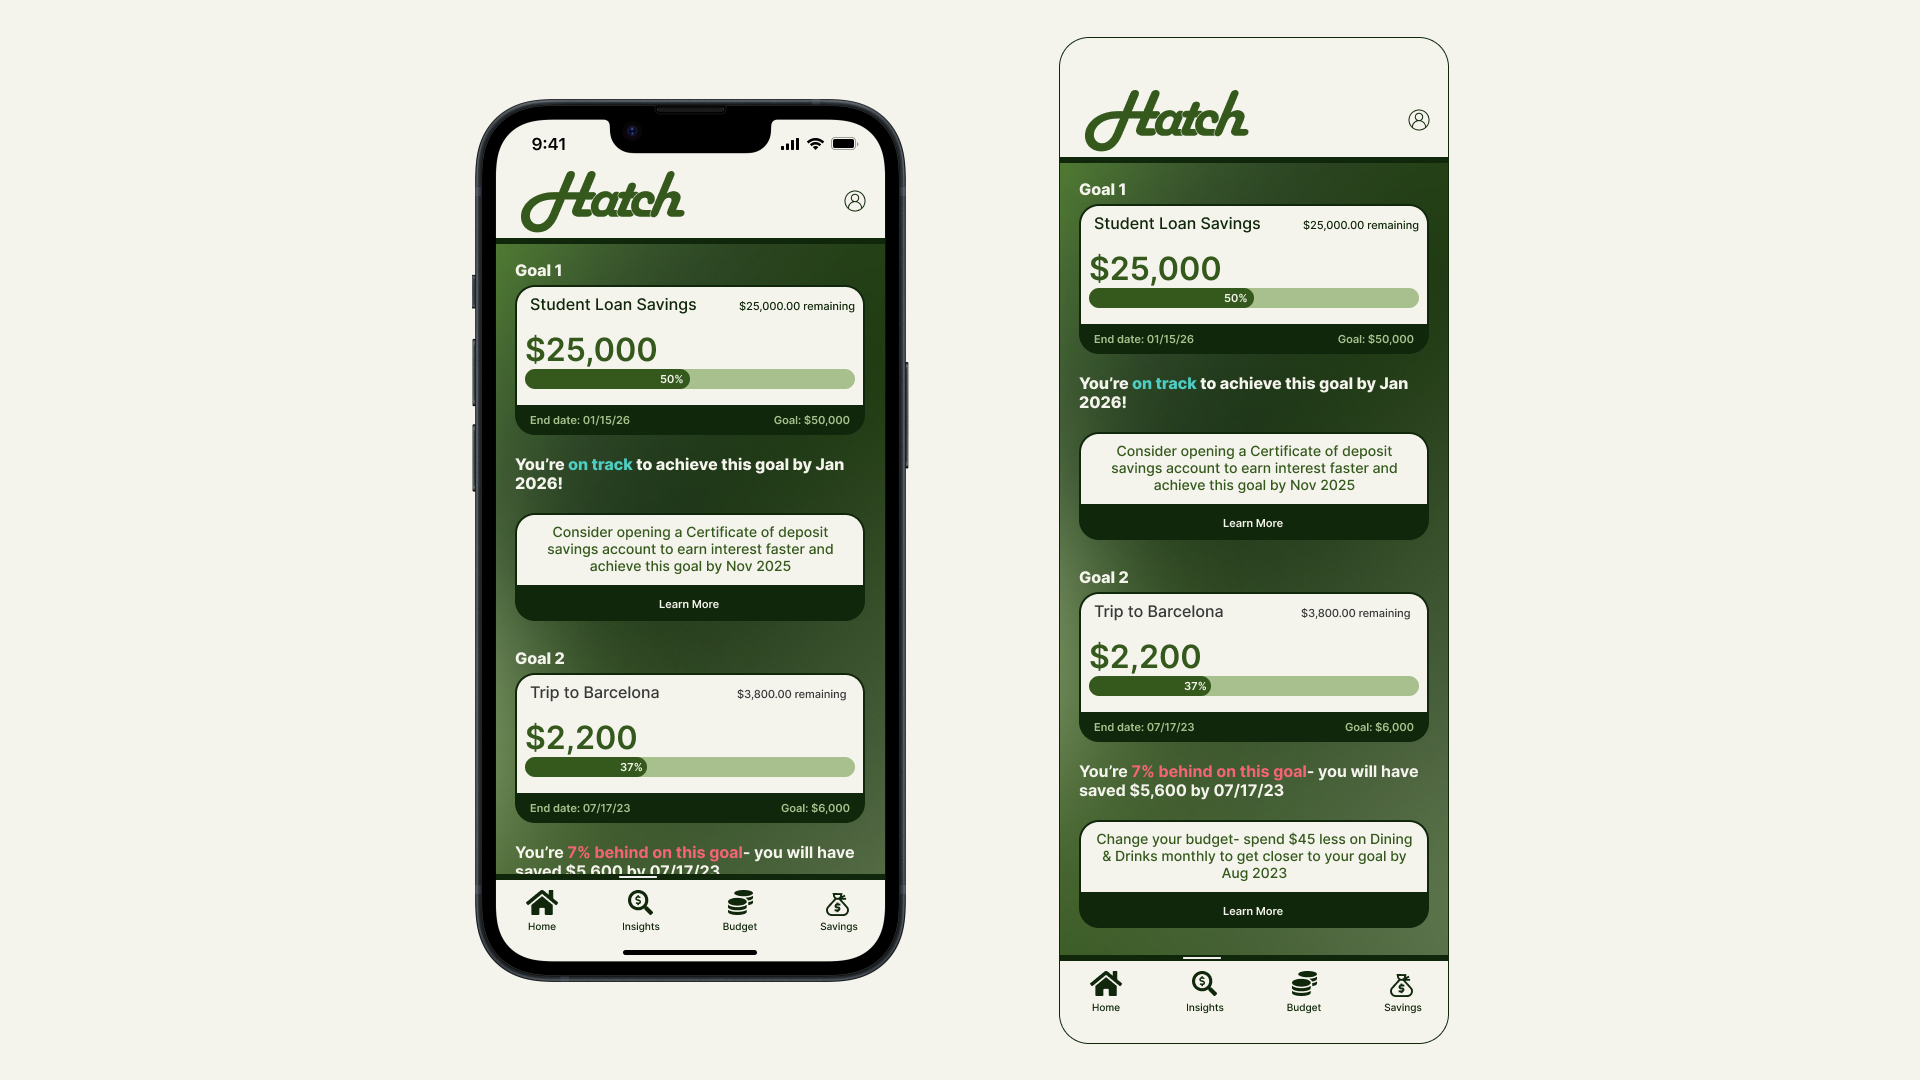 9:41
Hatch
Goal 1
Student Loan Savings
$25,000.00 remaining
$25,000
50%
End date: 01/15/26
Goal: $50,000
You’re on track to achieve this goal by Jan
2026!
Consider opening a Certificate of deposit
savings account to earn interest faster and
achieve this goal by Nov 2025
Learn More
Goal 2
Trip to Barcelona
$3,800.00 remaining
$2,200
37%
End date: 07/17/23
Goal: $6,000
You’re 7% behind on this goal- you will have
saved $5,600 by 07/17/23
Home
Insights
Budget
Savings
Hatch
Goal 1
Student Loan Savings
$25,000.00 remaining
$25,000
50%
End date: 01/15/26
Goal: $50,000
You’re on track to achieve this goal by Jan
2026!
Consider opening a Certificate of deposit
savings account to earn interest faster and
achieve this goal by Nov 2025
Learn More
Goal 2
Trip to Barcelona
$3,800.00 remaining
$2,200
37%
End date: 07/17/23
Goal: $6,000
You’re 7% behind on this goal- you will have
saved $5,600 by 07/17/23
Change your budget- spend $45 less on Dining
& Drinks monthly to get closer to your goal by
Aug 2023
Learn More
Home
Insights
Budget
Savings